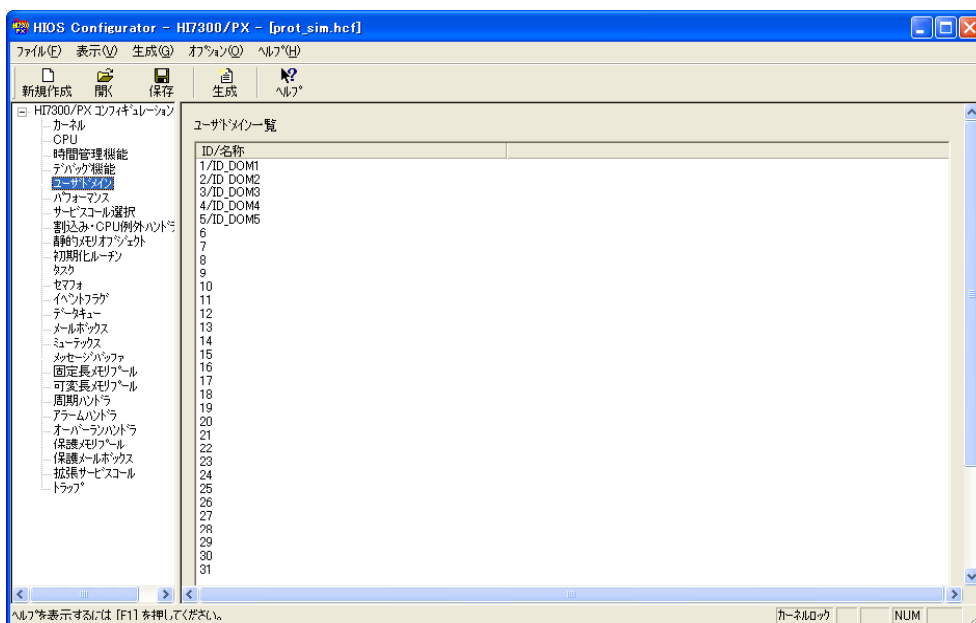 HIOS Configurator - HI7300/PX - [prot_sim.hcf]
ファイル(F) 表示(V) 生成(G) オプション(O) ヘルプ(H)
新規作成 開く 保存 生成 ヘルプ
HI7300/PX コンフィギュレーション
カーネル
CPU
時間管理機能
デバッグ機能
ユーザドメイン
パフォーマンス
サービスコール選択
割込み・CPU例外ハンドラ
静的メモリオブジェクト
初期化ルーチン
タスク
セマフォ
イベントフラグ
データキュー
メールボックス
ミューテックス
メッセージバッファ
固定長メモリプール
可変長メモリプール
周期ハンドラ
アラームハンドラ
オーバーランハンドラ
保護メモリプール
保護メールボックス
拡張サービスコール
トラップ
ユーザドメイン一覧
ID/名称
1/ID_DOM1
2/ID_DOM2
3/ID_DOM3
4/ID_DOM4
5/ID_DOM5
6
7
8
9
10
11
12
13
14
15
16
17
18
19
20
21
22
23
24
25
26
27
28
29
30
31
ヘルプを表示するには [F1] を押してください。
カーネルロック NUM